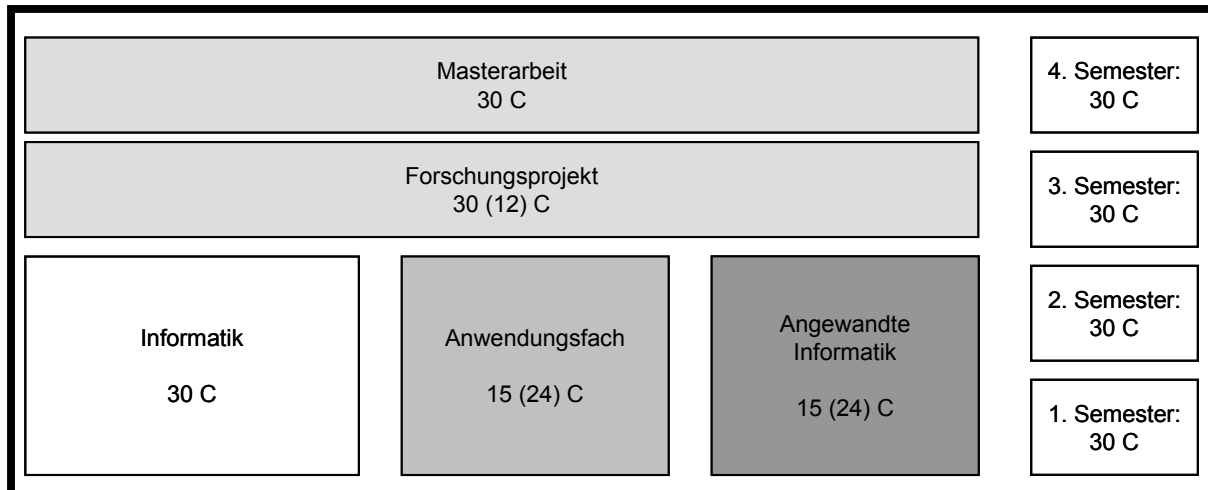 Masterarbeit
30 C
4. Semester:
30 C
Forschungsprojekt
30 (12) C
3. Semester:
30 C
Informatik
30 C
Anwendungsfach
15 (24) C
Angewandte
Informatik
15 (24) C
2. Semester:
30 C
1. Semester:
30 C